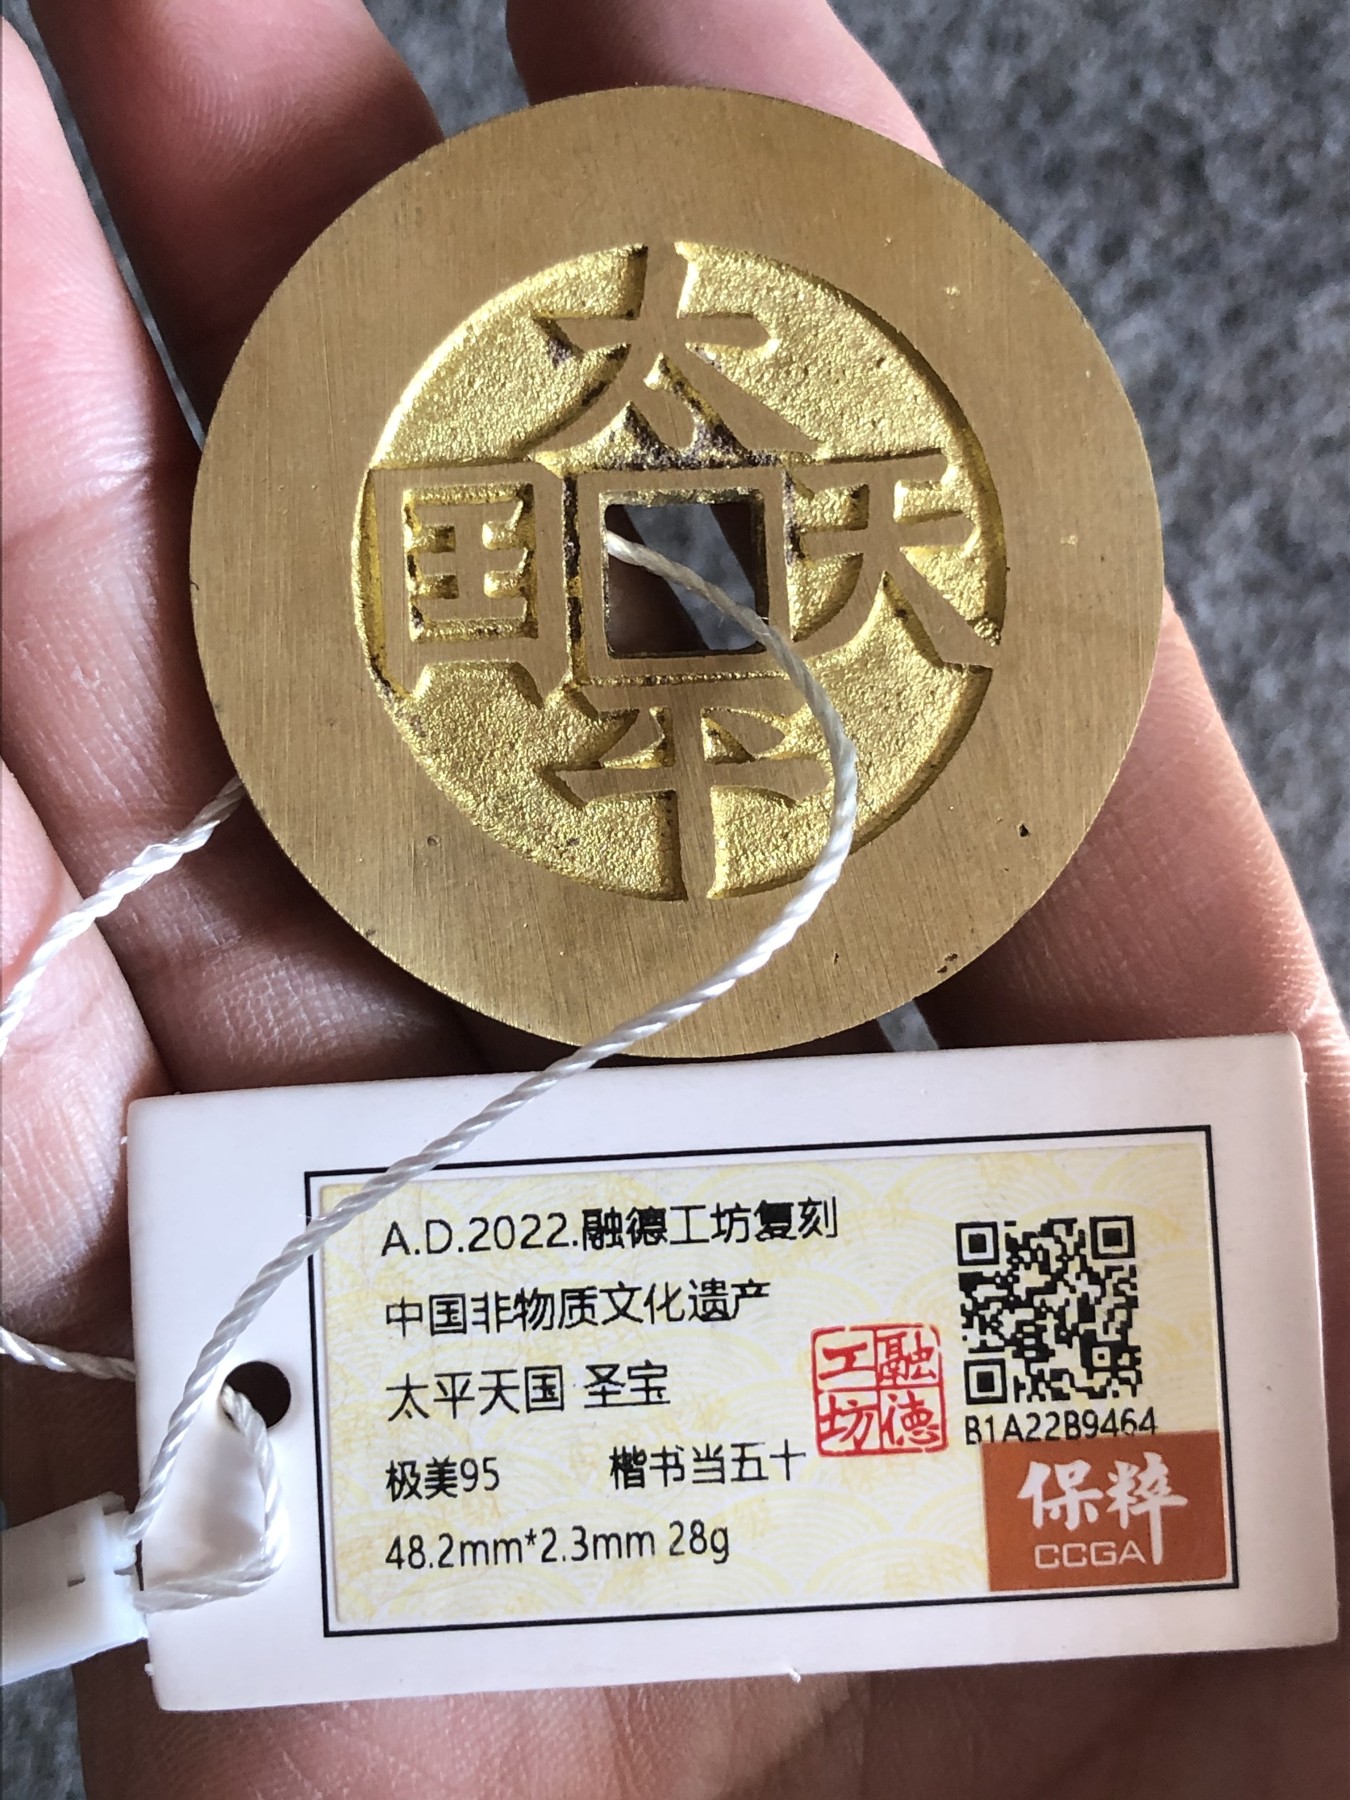 太平天囯
A.D.2022.融德工坊复刻
中国非物质文化遗产
太平天国 圣宝
极美95 楷书当五十
48.2mm*2.3mm 28g
融德工坊
B1A22B9464
保粹
CCGA